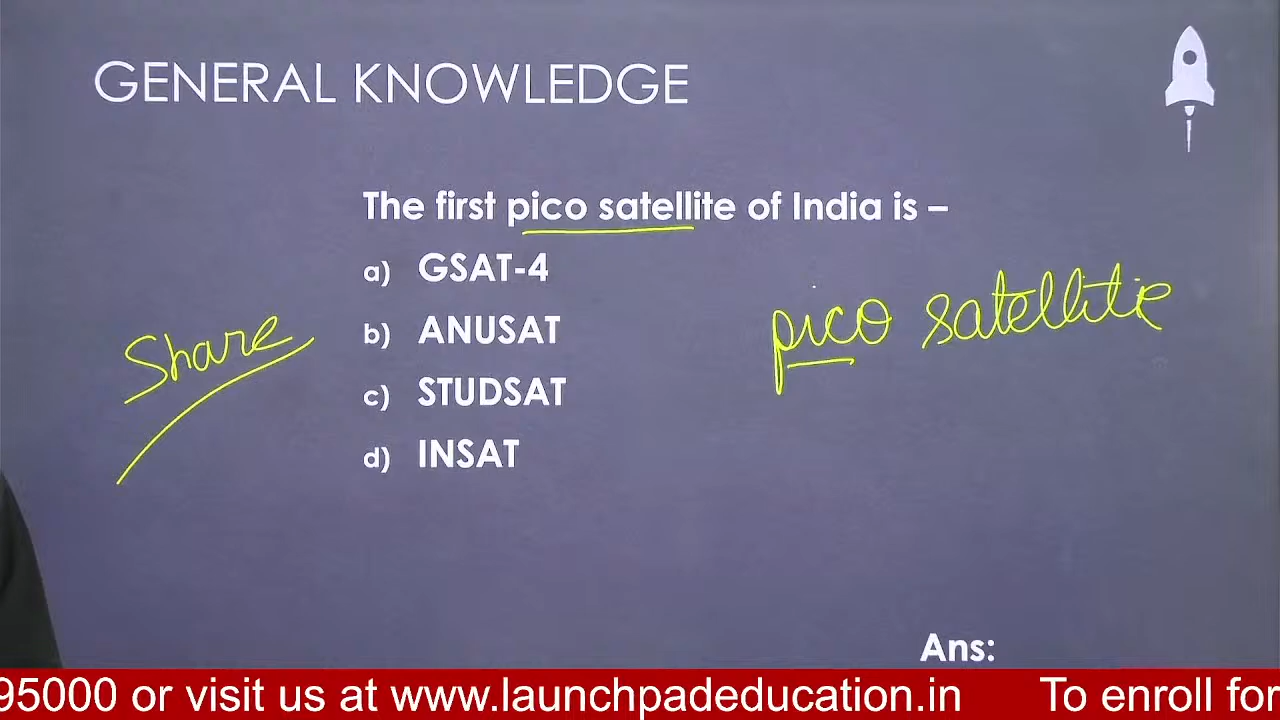 GENERAL KNOWLEDGE
The first pico satellite of India is –
a) GSAT-4
b) ANUSAT
c) STUDSAT
d) INSAT
Share
pico satellite
Ans:
95000 or visit us at www.launchpadeducation.in To enroll for